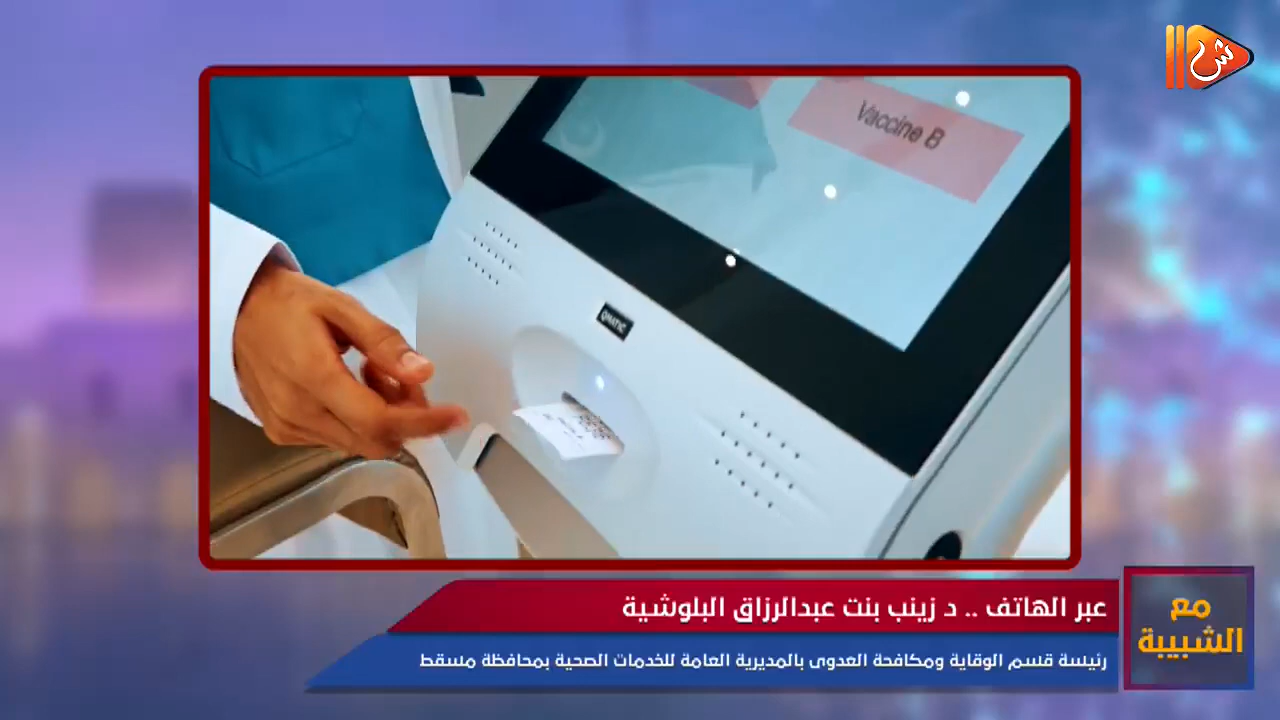 ش
Vaccine B
QMATIC
عبر الهاتف .. د زينب بنت عبدالرزاق البلوشية
رئيسة قسم الوقاية ومكافحة العدوى بالمديرية العامة للخدمات الصحية بمحافظة مسقط
مع
الشبيبة